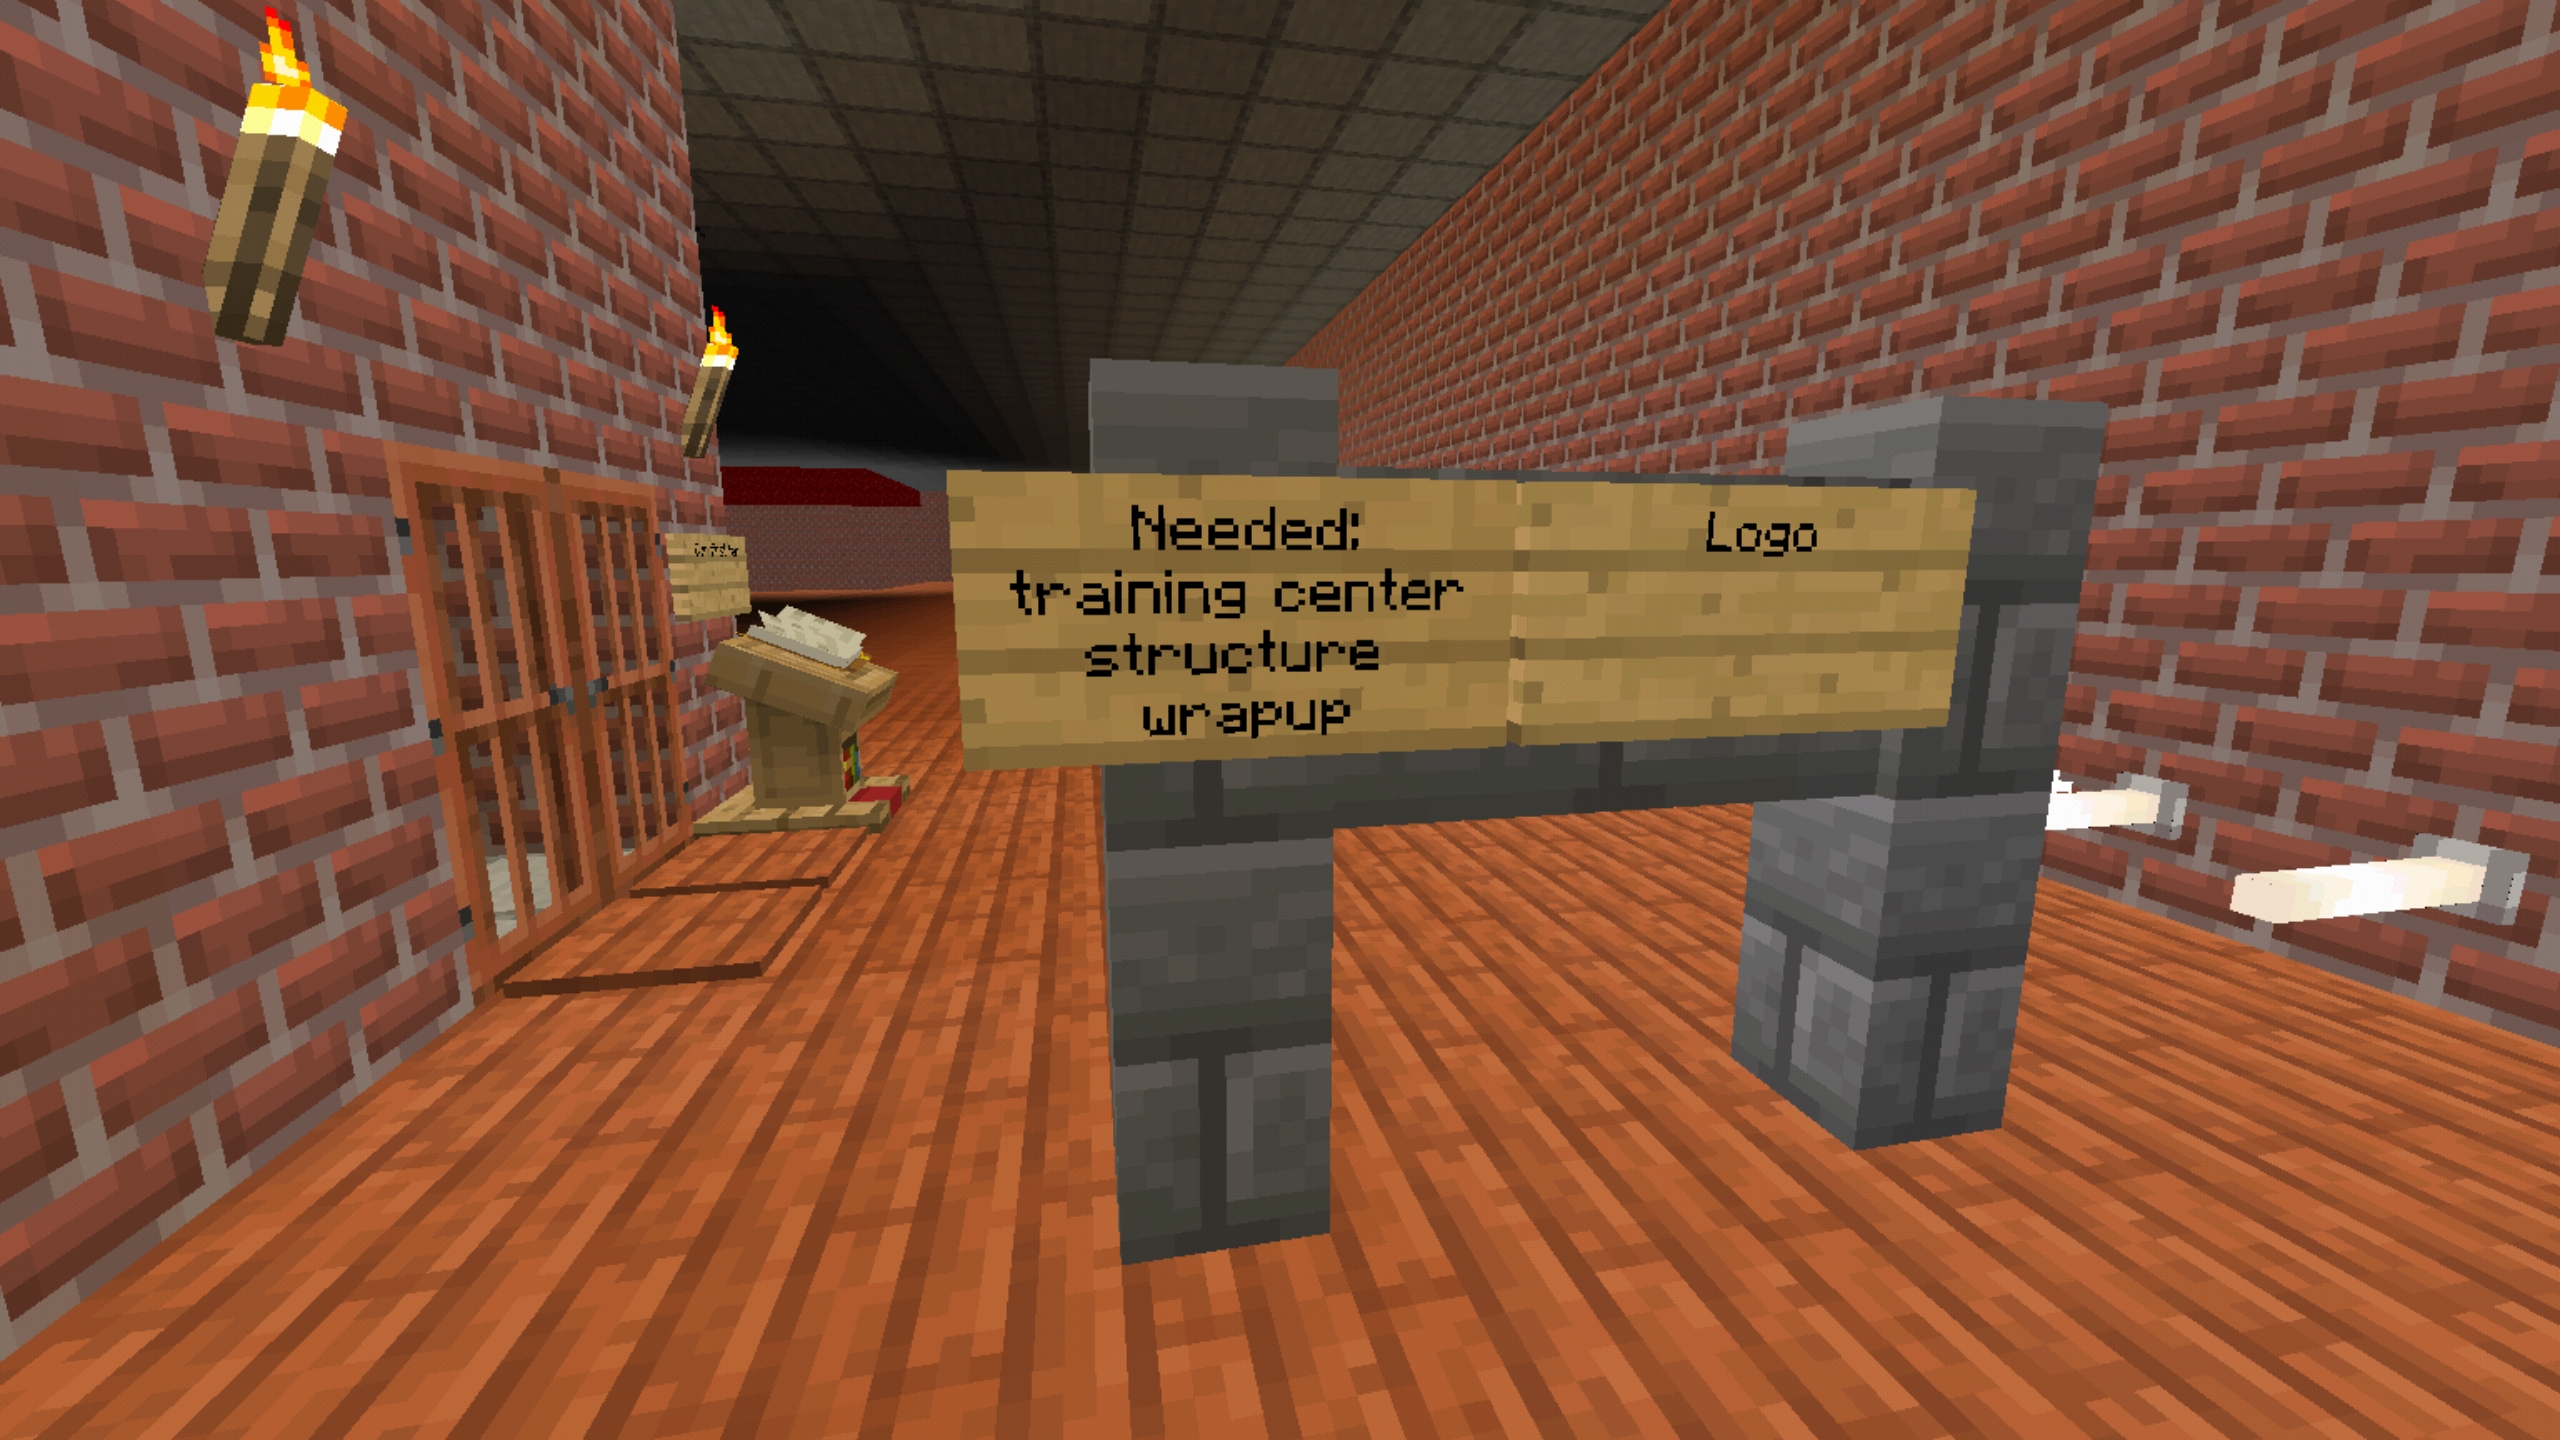 Needed:
training center
structure
wrapup
Logo